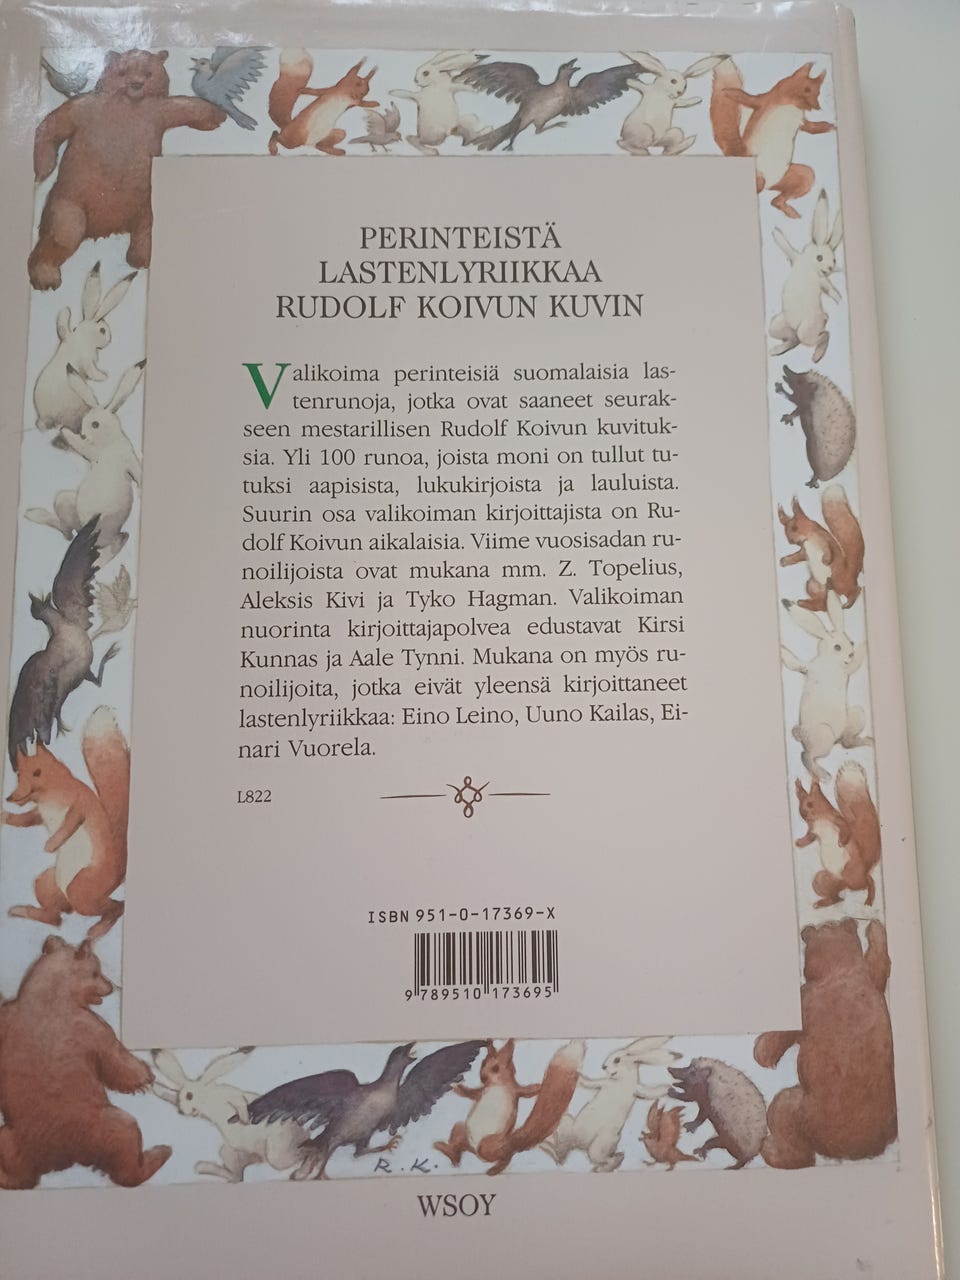 PERINTEISTÄ
LASTENLYRIIKKAA
RUDOLF KOIVUN KUVIN
Valikoima perinteisiä suomalaisia las-
tenrunoja, jotka ovat saaneet seurak-
seen mestarillisen Rudolf Koivun kuvituk-
sia. Yli 100 runoa, joista moni on tullut tu-
tuksi aapisista, lukukirjoista ja lauluista.
Suurin osa valikoiman kirjoittajista on Ru-
dolf Koivun aikalaisia. Viime vuosisadan ru-
noilijoista ovat mukana mm. Z. Topelius,
Aleksis Kivi ja Tyko Hagman. Valikoiman
nuorinta kirjoittajapolvea edustavat Kirsi
Kunnas ja Aale Tynni. Mukana on myös ru-
noilijoita, jotka eivät yleensä kirjoittaneet
lastenlyriikkaa: Eino Leino, Uuno Kailas, Ei-
nari Vuorela.
L822
ISBN 951-0-17369-X
9 789510 173695
R.K.
WSOY